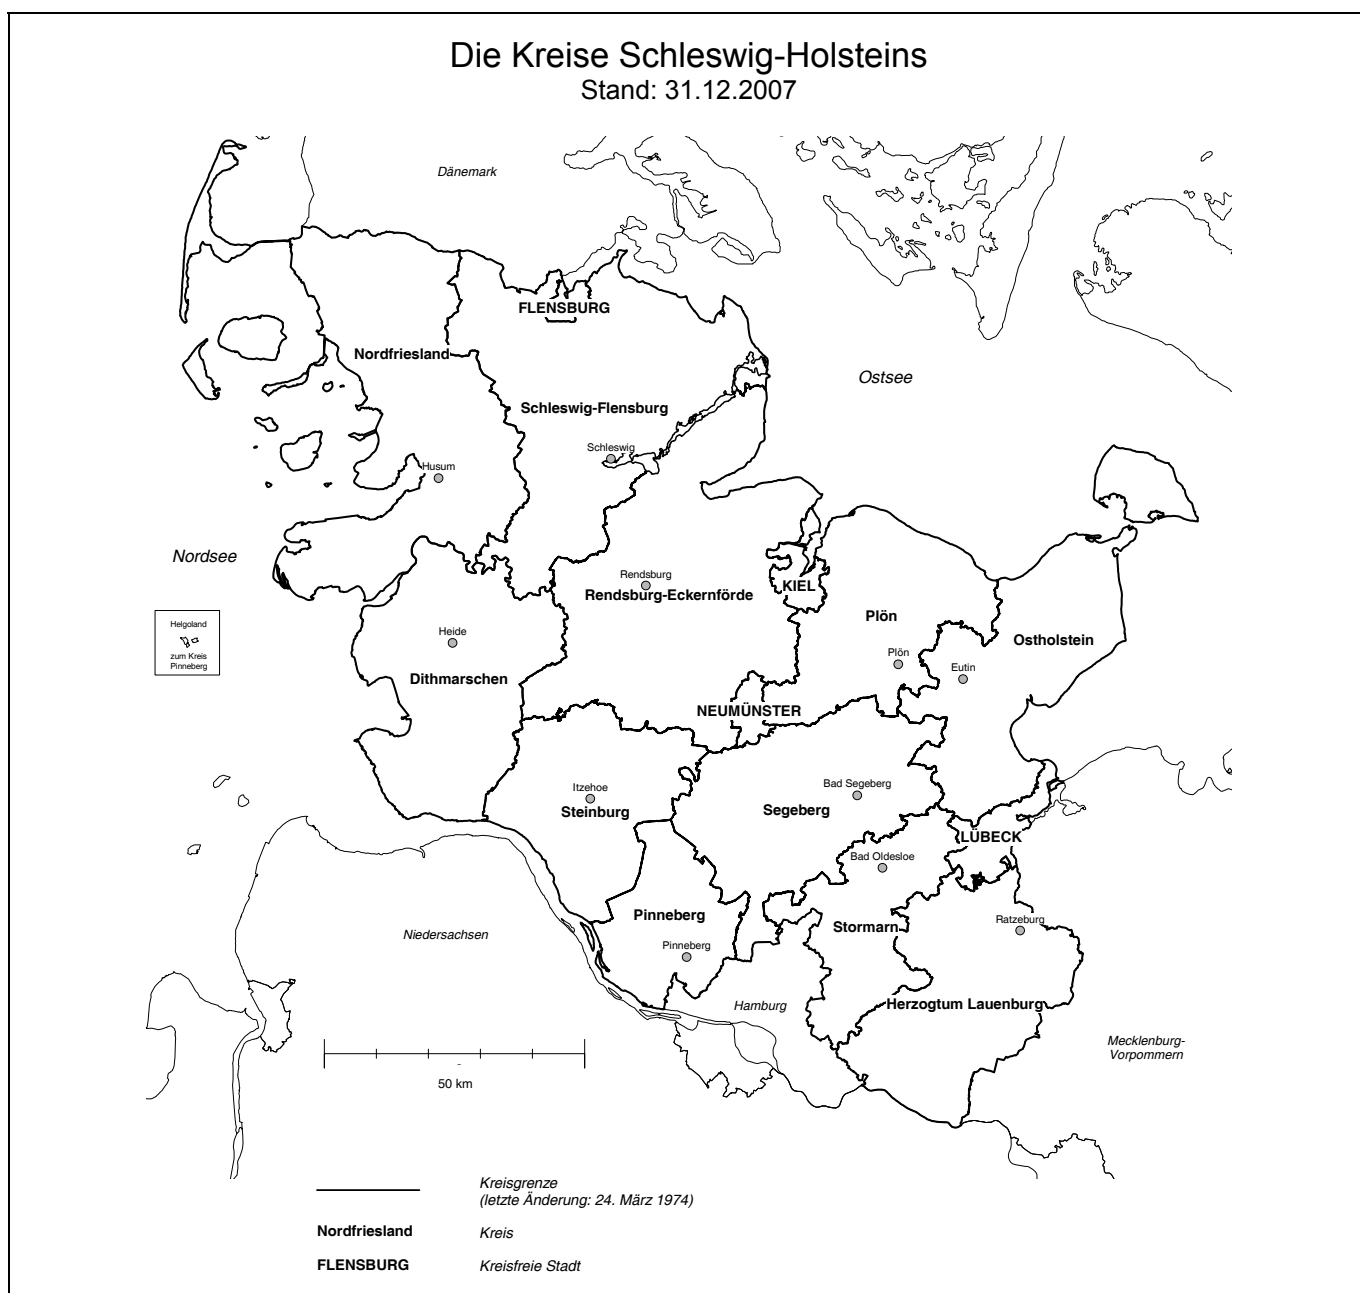 Die Kreise Schleswig-Holsteins
Stand: 31.12.2007
Dänemark
FLENSBURG
Nordfriesland
Ostsee
Schleswig-Flensburg
Schleswig
Husum
Nordsee
Rendsburg
Rendsburg-Eckernförde
KIEL
Plön
Helgoland
zum Kreis
Pinneberg
Heide
Ostholstein
Plön
Eutin
Dithmarschen
NEUMÜNSTER
Itzehoe
Steinburg
Bad Segeberg
Segeberg
LÜBECK
Bad Oldesloe
Pinneberg
Stormarn
Ratzeburg
Niedersachsen
Pinneberg
Hamburg
Herzogtum Lauenburg
Mecklenburg-
Vorpommern
50 km
Kreisgrenze
(letzte Änderung: 24. März 1974)
Nordfriesland Kreis
FLENSBURG Kreisfreie Stadt